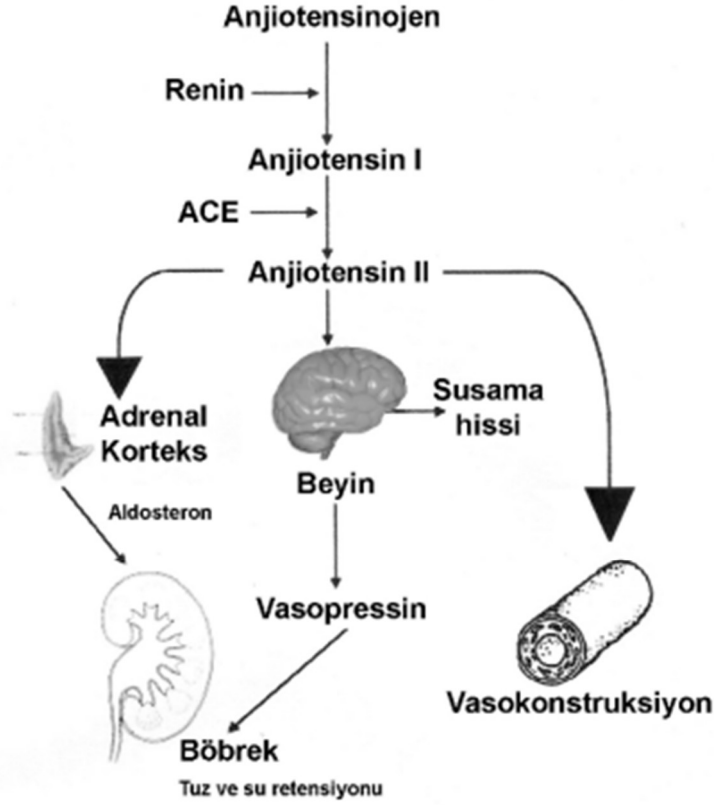 Anjiotensinojen
Renin
Anjiotensin I
ACE
Anjiotensin II
Adrenal
Korteks
Susama
hissi
Beyin
Aldosteron
Vasopressin
Vasokonstruksiyon
Böbrek
Tuz ve su retensiyonu